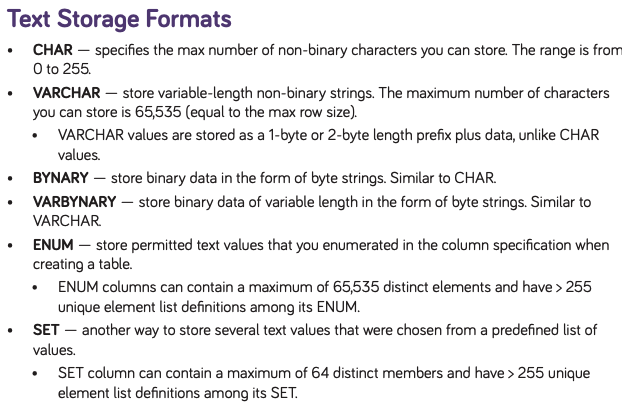 Text Storage Formats
• CHAR — specifies the max number of non-binary characters you can store. The range is from
0 to 255.
• VARCHAR — store variable-length non-binary strings. The maximum number of characters
you can store is 65,535 (equal to the max row size).
• VARCHAR values are stored as a 1-byte or 2-byte length prefix plus data, unlike CHAR
values.
• BYNARY — store binary data in the form of byte strings. Similar to CHAR.
• VARBYNARY — store binary data of variable length in the form of byte strings. Similar to
VARCHAR.
• ENUM — store permitted text values that you enumerated in the column specification when
creating a table.
• ENUM columns can contain a maximum of 65,535 distinct elements and have > 255
unique element list definitions among its ENUM.
• SET — another way to store several text values that were chosen from a predefined list of
values.
• SET column can contain a maximum of 64 distinct members and have > 255 unique
element list definitions among its SET.